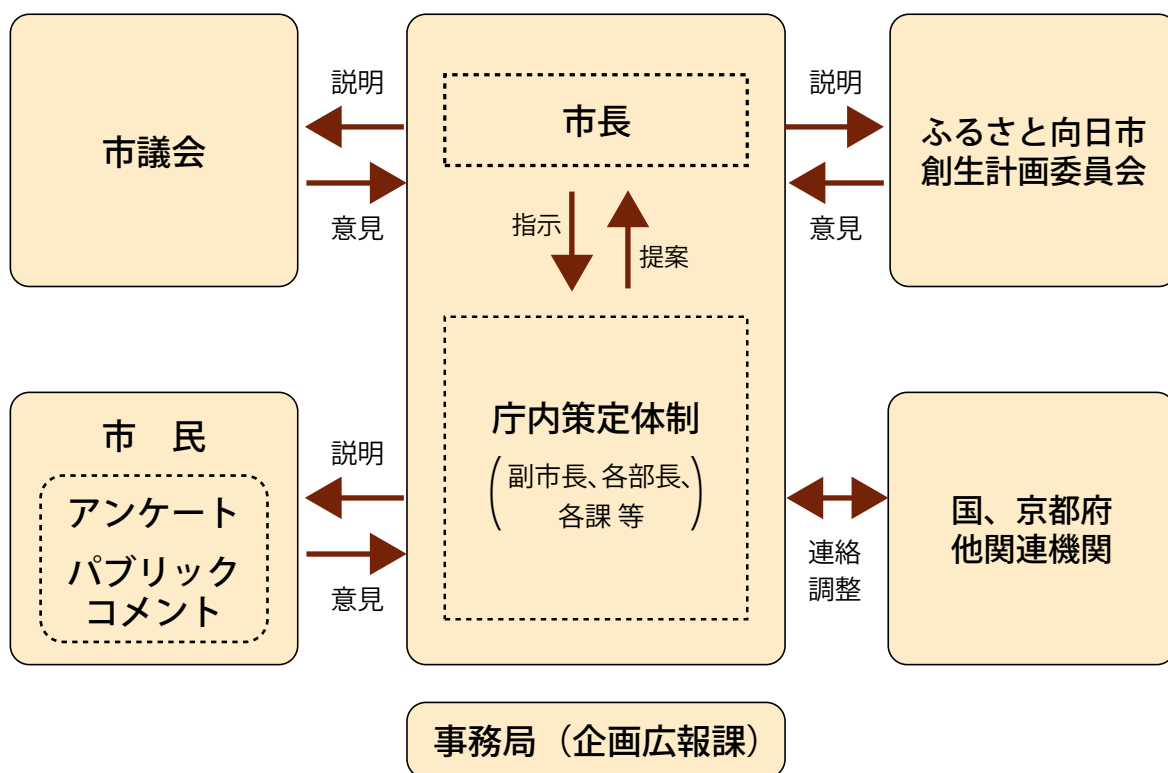 市議会
説明
意見
市長
指示
提案
説明
意見
ふるさと向日市
創生計画委員会
市　民
アンケート
パブリック
コメント
説明
意見
庁内策定体制
（副市長、各部長、
各課 等）
連絡
調整
国、京都府
他関連機関
事務局（企画広報課）